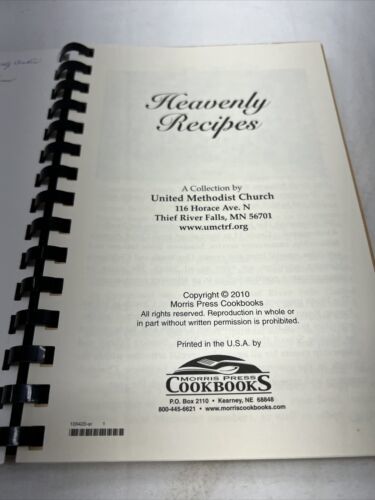 Heavenly
Recipes
A Collection by
United Methodist Church
116 Horace Ave. N
Thief River Falls, MN 56701
www.umctrf.org
Copyright © 2010
Morris Press Cookbooks
All rights reserved. Reproduction in whole or
in part without written permission is prohibited.
Printed in the U.S.A. by
MORRIS PRESS
COOKBOOKS
P.O. Box 2110 • Kearney, NE 68848
800-445-6621 • www.morriscookbooks.com